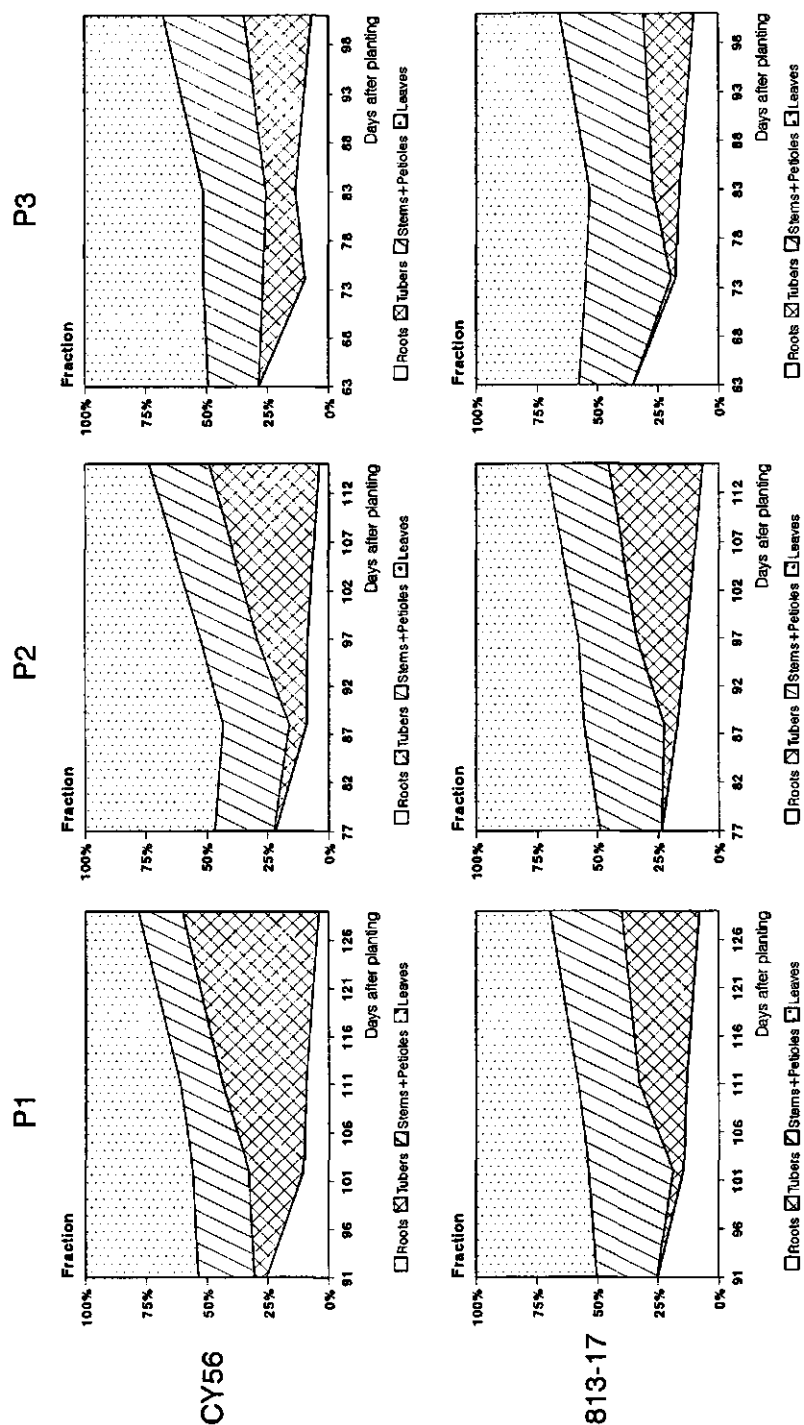 P1
P2
P3
CY56
Fraction
100%
75%
50%
25%
0%
91 96 101 106 111 116 121 126
Days after planting
Roots Tubers Stems+Petioles Leaves
Fraction
100%
75%
50%
25%
0%
77 82 87 92 97 102 107 112
Days after planting
Roots Tubers Stems+Petioles Leaves
Fraction
100%
75%
50%
25%
0%
63 68 73 78 83 88 93 98
Days after planting
Roots Tubers Stems+Petioles Leaves
813-17
Fraction
100%
75%
50%
25%
0%
91 96 101 106 111 116 121 126
Days after planting
Roots Tubers Stems+Petioles Leaves
Fraction
100%
75%
50%
25%
0%
77 82 87 92 97 102 107 112
Days after planting
Roots Tubers Stems+Petioles Leaves
Fraction
100%
75%
50%
25%
0%
63 68 73 78 83 88 93 98
Days after planting
Roots Tubers Stems+Petioles Leaves